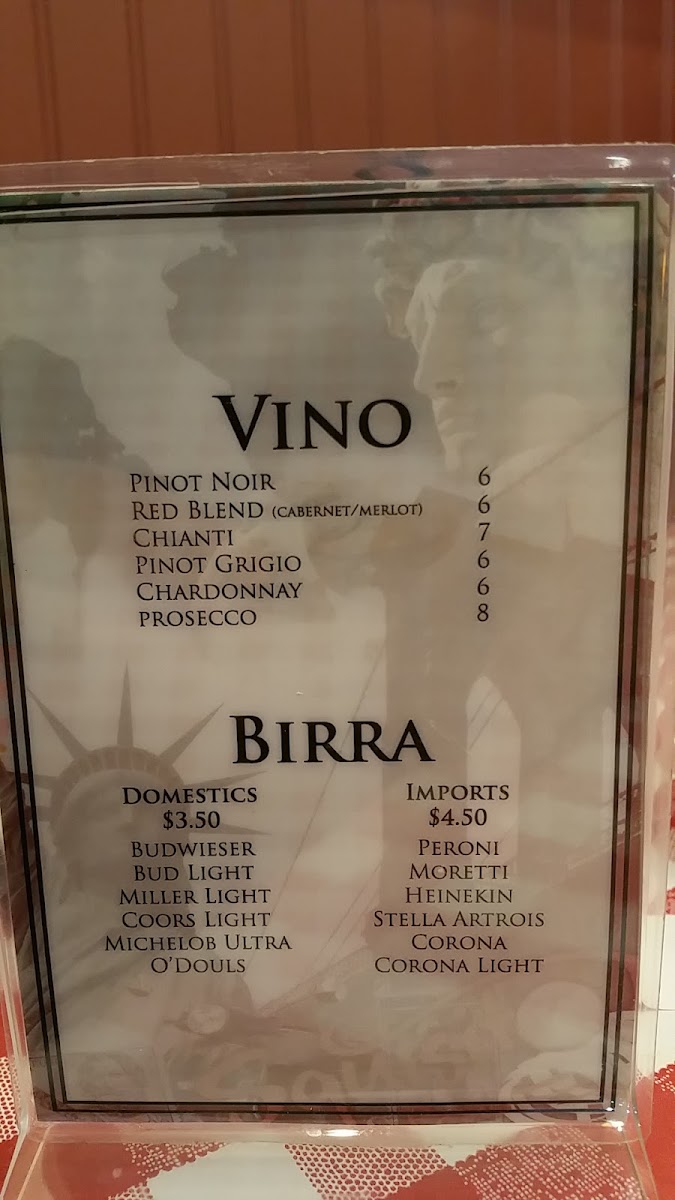 VINO
PINOT NOIR 6
RED BLEND (CABERNET/MERLOT) 6
CHIANTI 7
PINOT GRIGIO 6
CHARDONNAY 6
PROSECCO 8
BIRRA
DOMESTICS
$3.50
BUDWIESER
BUD LIGHT
MILLER LIGHT
COORS LIGHT
MICHELOB ULTRA
O'DOULS
IMPORTS
$4.50
PERONI
MORETTI
HEINEKIN
STELLA ARTROIS
CORONA
CORONA LIGHT